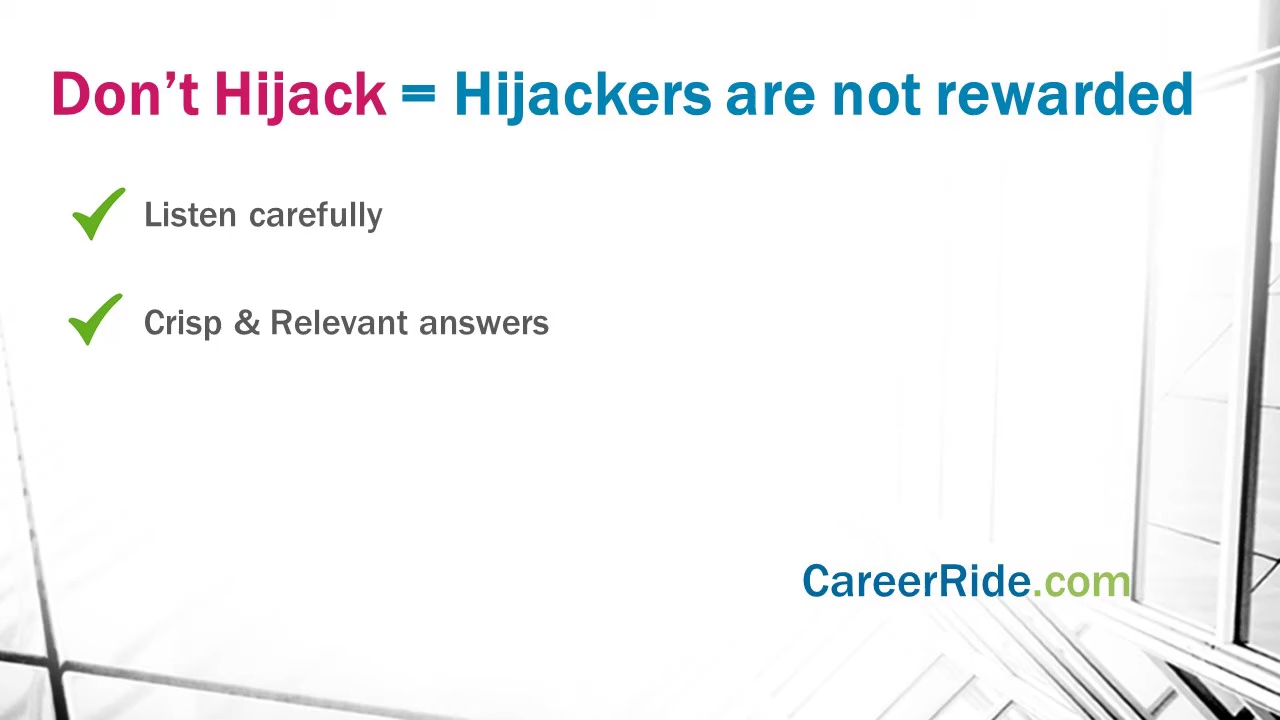 Don’t Hijack = Hijackers are not rewarded
Listen carefully
Crisp & Relevant answers
CareerRide.com